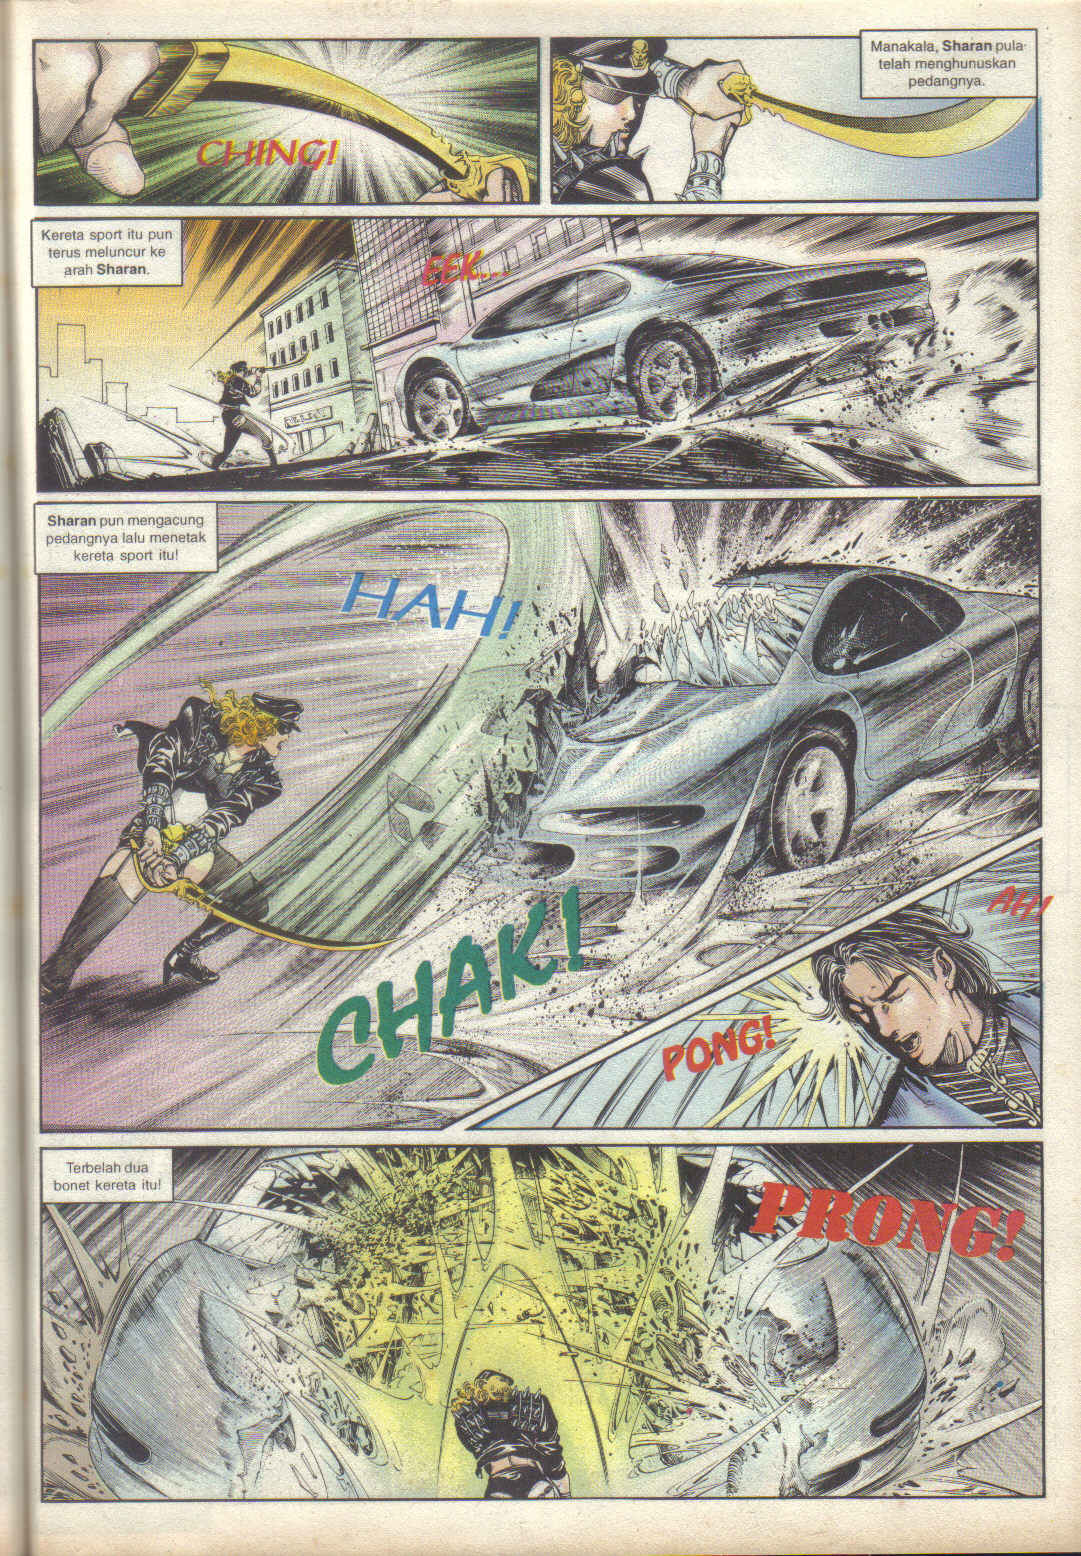 CHING!
Manakala, Sharan pula-
telah menghunuskan
pedangnya.
Kereta sport itu pun
terus meluncur ke
arah Sharan.
EEK...
Sharan pun mengacung
pedangnya lalu menetak
kereta sport itu!
HAH!
CHAK!
AH!
PONG!
Terbelah dua
bonet kereta itu!
PRONG!